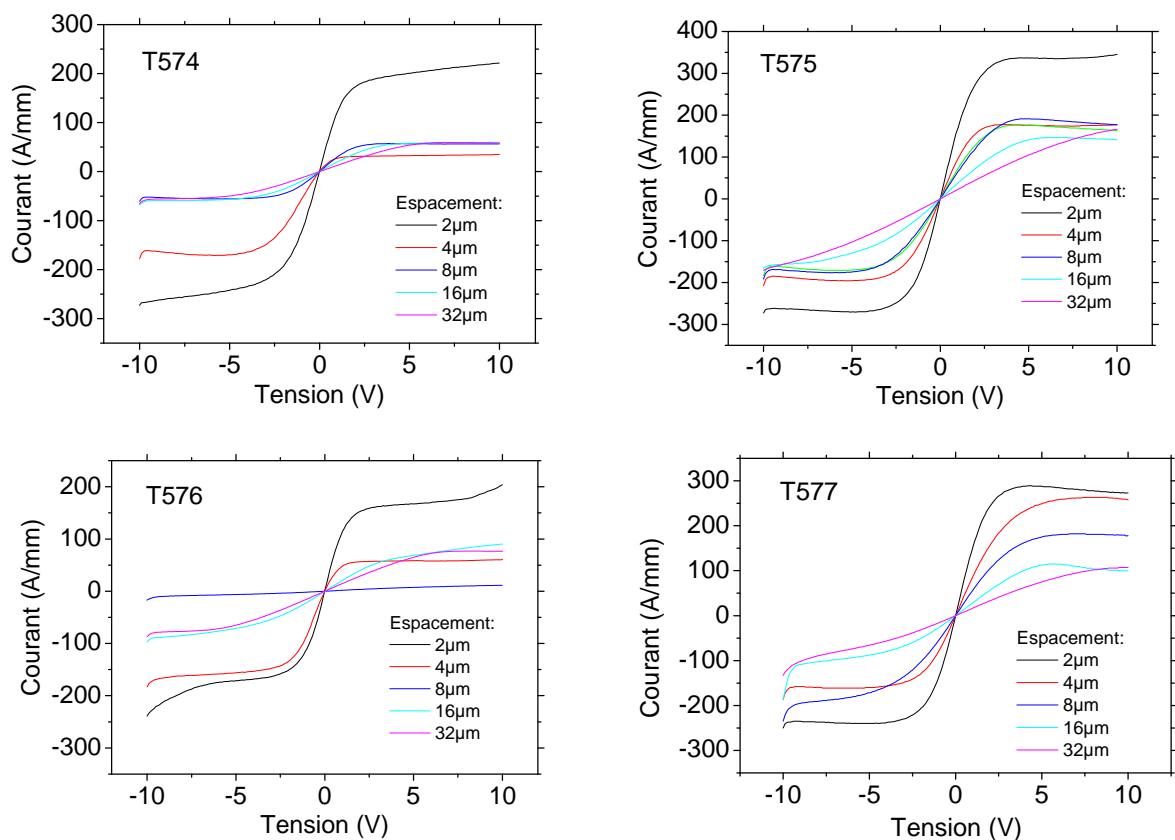 T574
Courant (A/mm)
300
200
100
0
-100
-200
-300
-10
-5
0
5
10
Tension (V)
Espacement:
2µm
4µm
8µm
16µm
32µm
T575
Courant (A/mm)
400
300
200
100
0
-100
-200
-300
-10
-5
0
5
10
Tension (V)
Espacement:
2µm
4µm
8µm
16µm
32µm
T576
Courant (A/mm)
200
100
0
-100
-200
-300
-10
-5
0
5
10
Tension (V)
Espacement:
2µm
4µm
8µm
16µm
32µm
T577
Courant (A/mm)
300
200
100
0
-100
-200
-300
-10
-5
0
5
10
Tension (V)
Espacement:
2µm
4µm
8µm
16µm
32µm